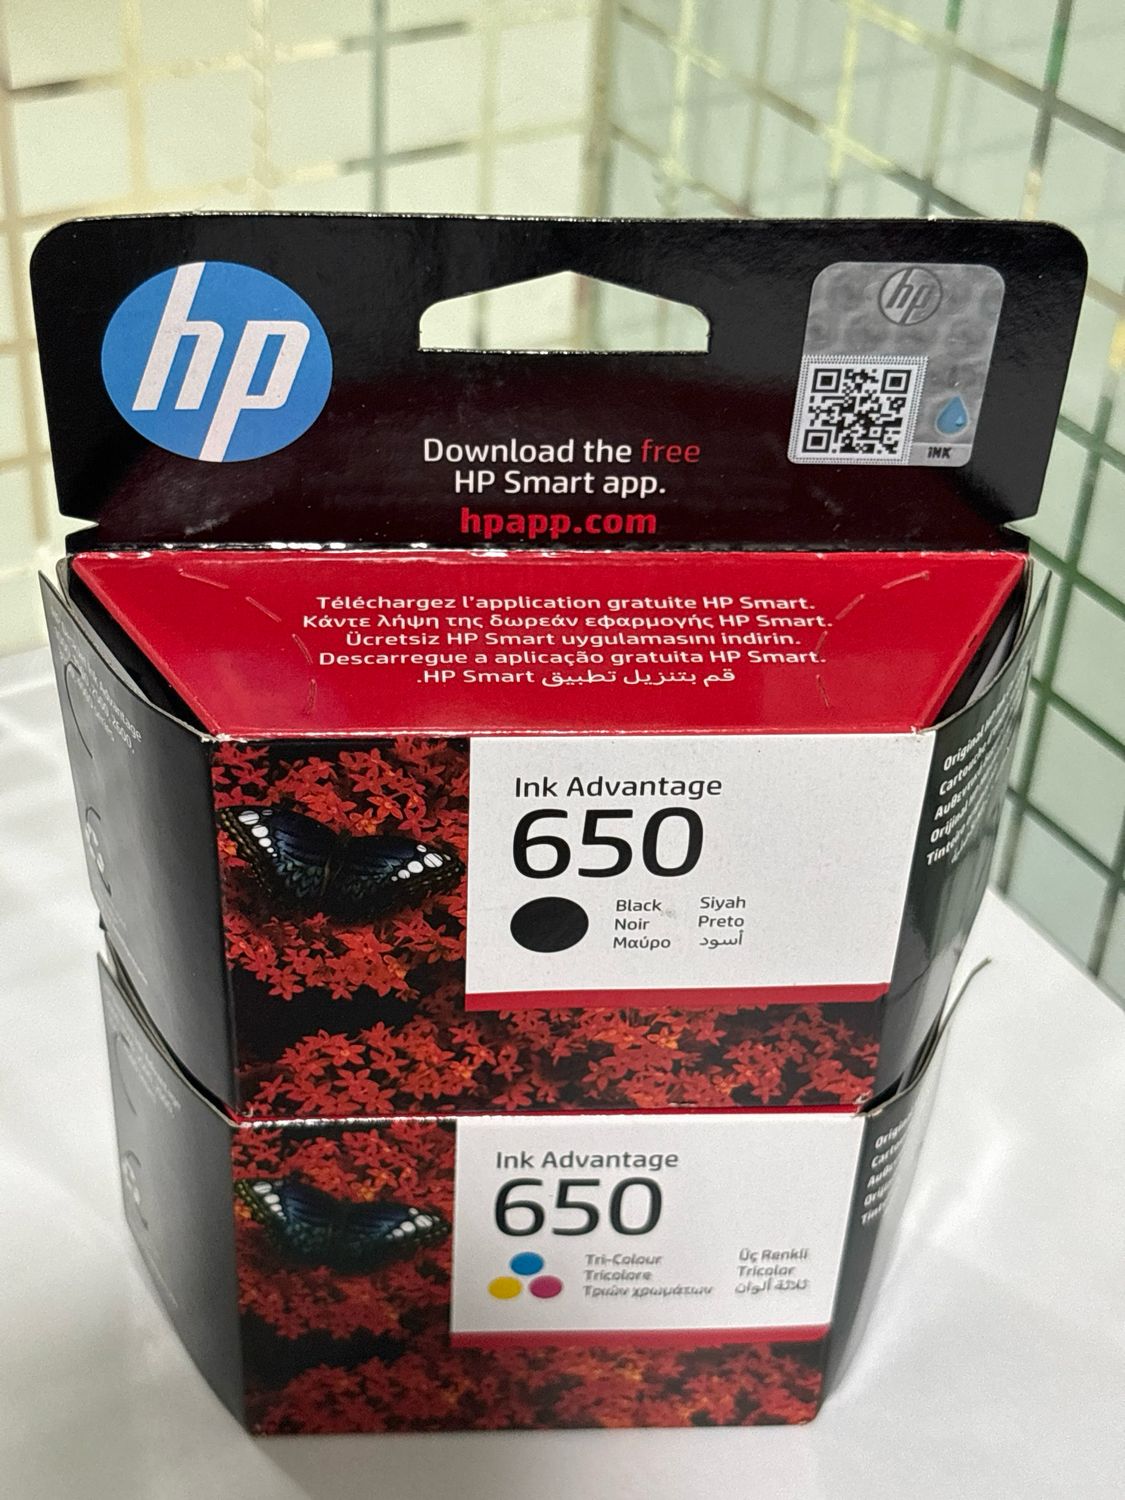 hp
hp
iNK
Download the free
HP Smart app.
hpapp.com
Téléchargez l'application gratuite HP Smart.
Κάντε λήψη της δωρεάν εφαρμογής HP Smart.
Ücretsiz HP Smart uygulamasını indirin.
Descarregue a aplicação gratuita HP Smart.
قم بتنزيل تطبيق HP Smart.
Ink Advantage
650
Black Siyah
Noir Preto
Μαύρο أسود
Original
Cartouche
Ink Advantage
650
Tri-Colour Üç Renkli
Tricolore Tricolor
Τριών χρωμάτων ثلاثة ألوان